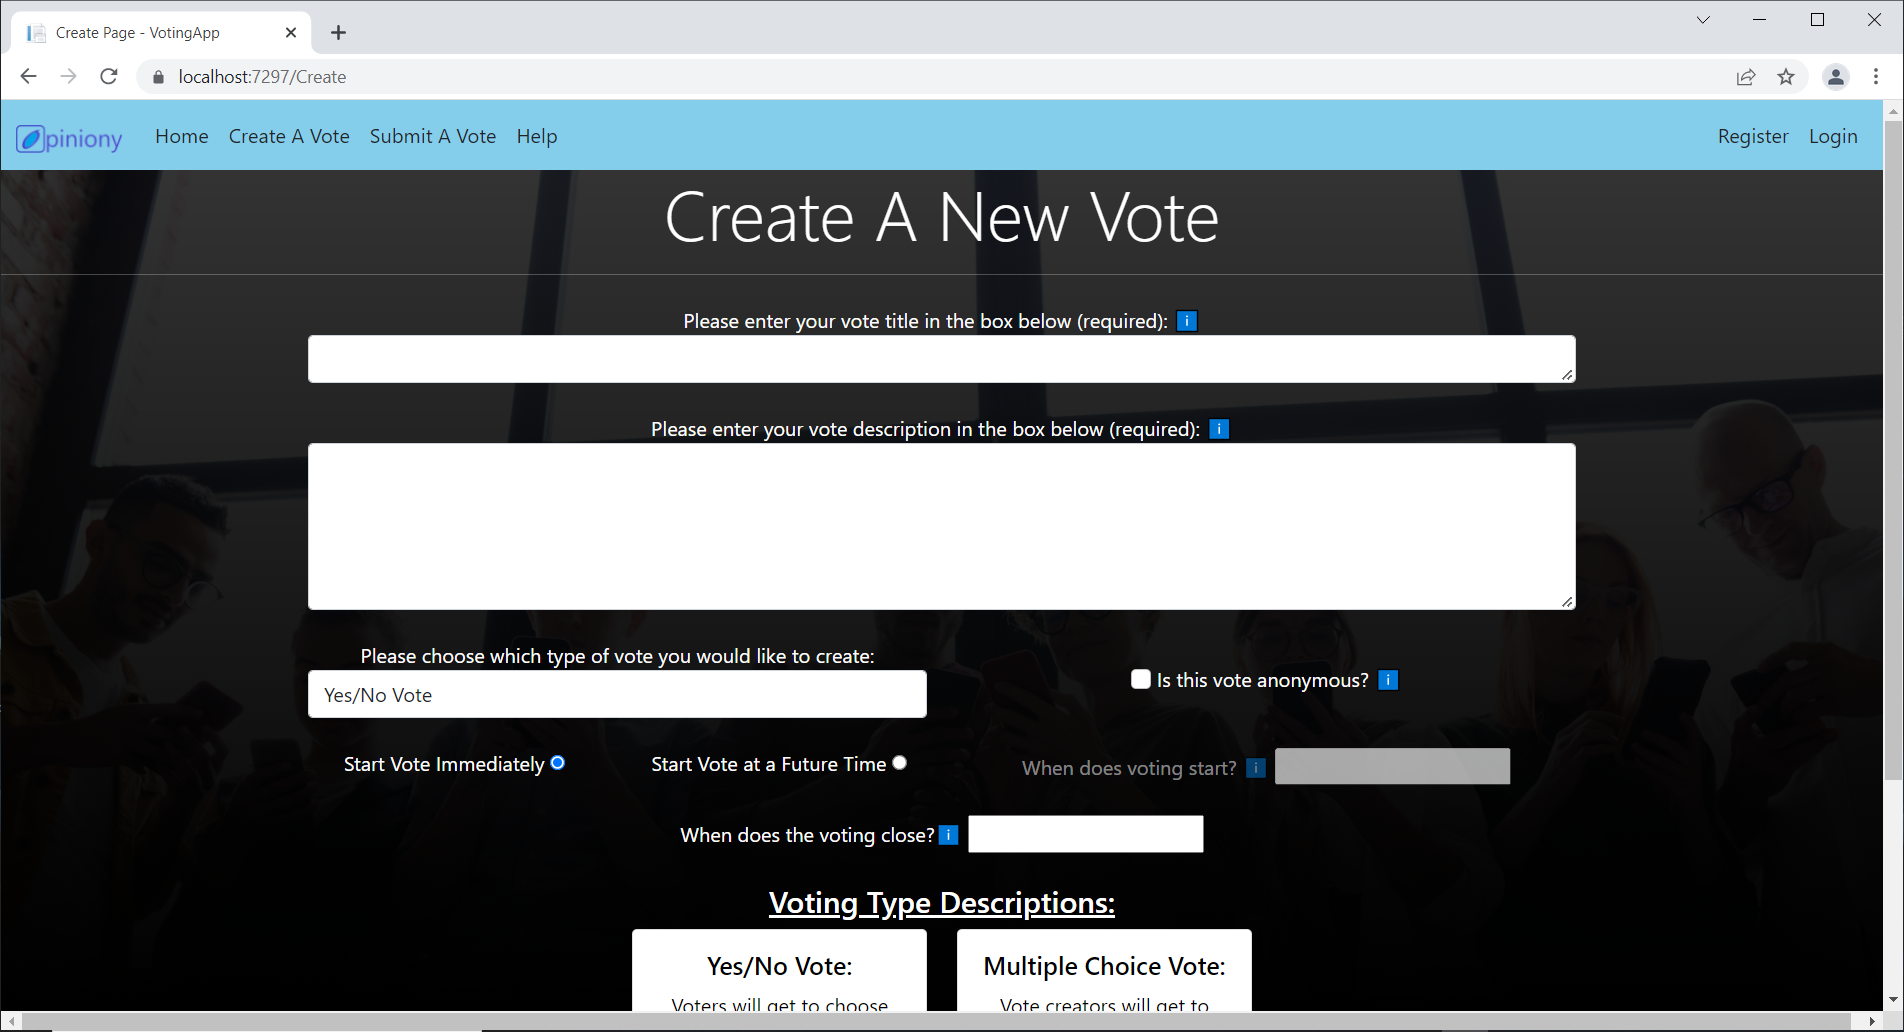 Create Page - VotingApp
localhost:7297/Create
Opiniony Home Create A Vote Submit A Vote Help Register Login
Create A New Vote
Please enter your vote title in the box below (required): i
Please enter your vote description in the box below (required): i
Please choose which type of vote you would like to create:
Yes/No Vote
Is this vote anonymous? i
Start Vote Immediately Start Vote at a Future Time When does voting start? i
When does the voting close? i
Voting Type Descriptions:
Yes/No Vote:
Voters will get to choose
Multiple Choice Vote:
Vote creators will get to